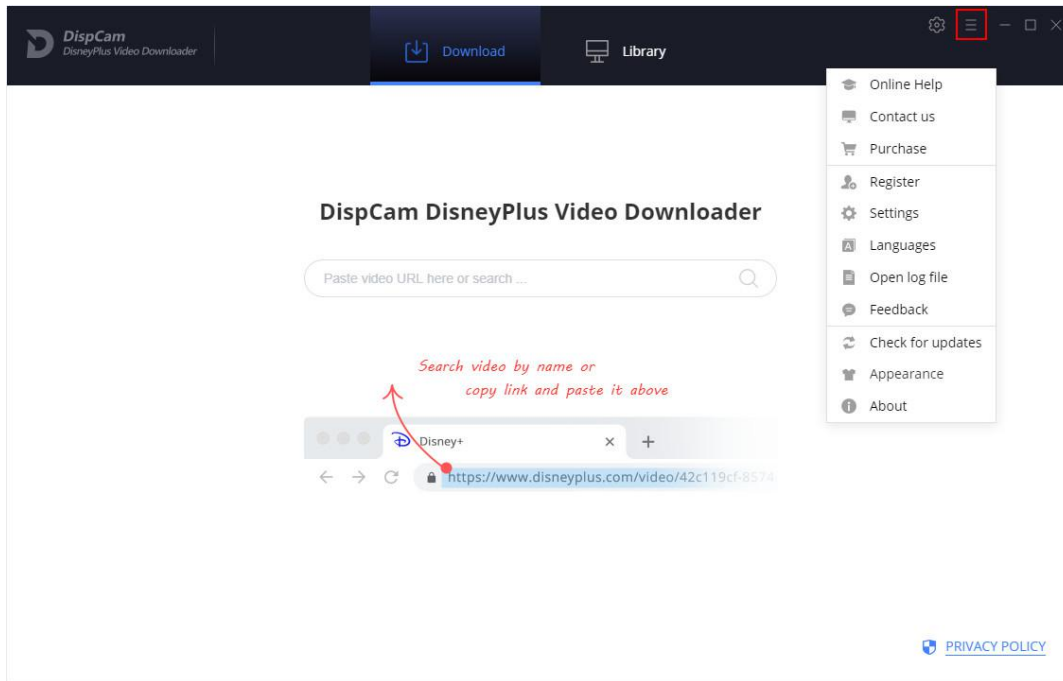 DispCam
DisneyPlus Video Downloader
Download
Library
Online Help
Contact us
Purchase
Register
Settings
Languages
Open log file
Feedback
Check for updates
Appearance
About
DispCam DisneyPlus Video Downloader
Paste video URL here or search ...
Search video by name or
copy link and paste it above
Disney+
https://www.disneyplus.com/video/42c119cf-8574
PRIVACY POLICY